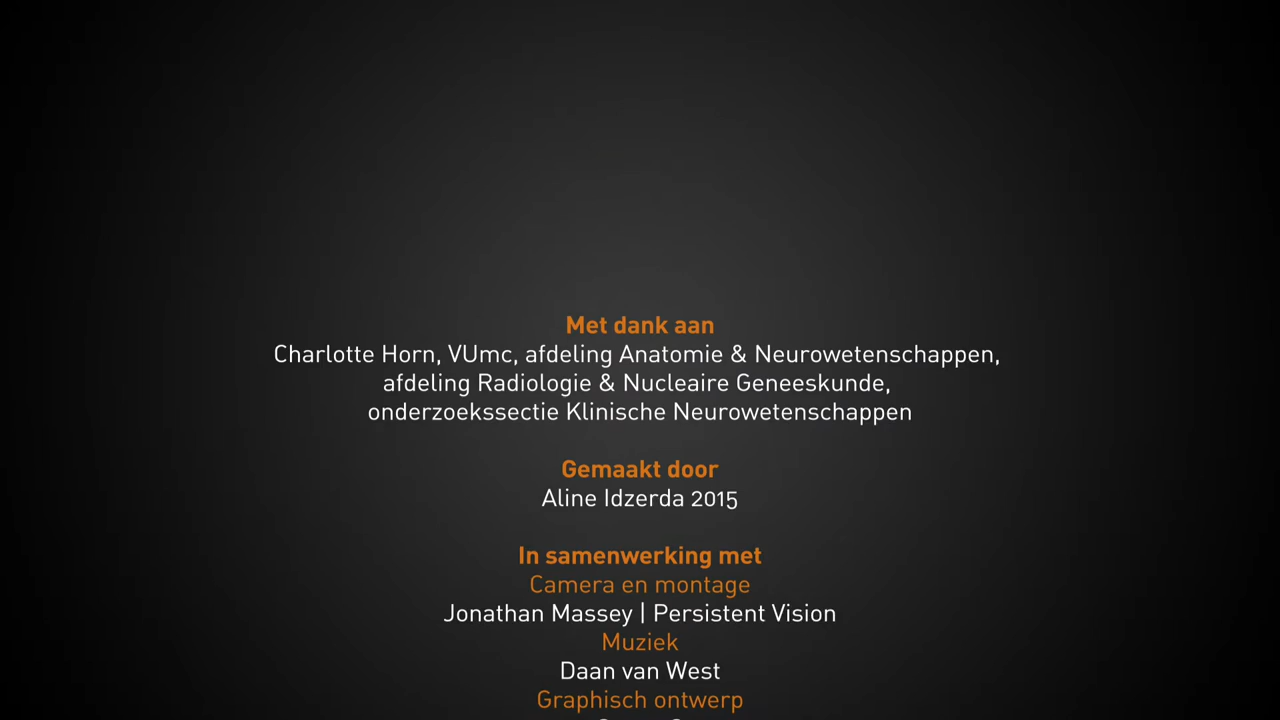 Met dank aan
Charlotte Horn, VUmc, afdeling Anatomie & Neurowetenschappen,
afdeling Radiologie & Nucleaire Geneeskunde,
onderzoekssectie Klinische Neurowetenschappen
Gemaakt door
Aline Idzerda 2015
In samenwerking met
Camera en montage
Jonathan Massey | Persistent Vision
Muziek
Daan van West
Graphisch ontwerp